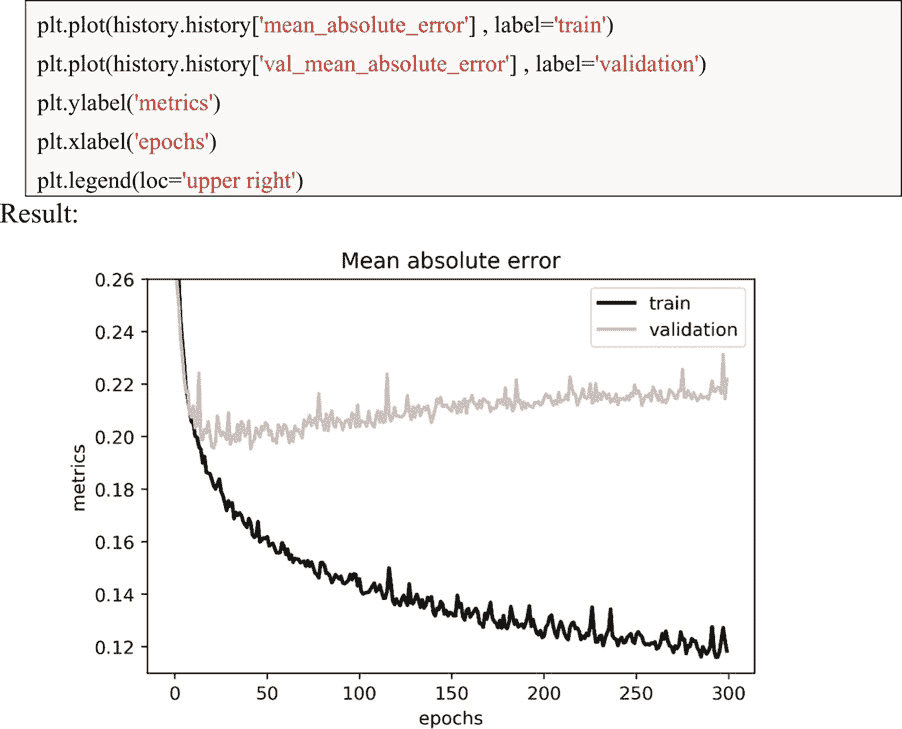 plt.plot(history.history['mean_absolute_error'] , label='train')
plt.plot(history.history['val_mean_absolute_error'] , label='validation')
plt.ylabel('metrics')
plt.xlabel('epochs')
plt.legend(loc='upper right')
Result:
Mean absolute error
0.26
0.24
0.22
0.20
0.18
0.16
0.14
0.12
metrics
train
validation
0 50 100 150 200 250 300
epochs